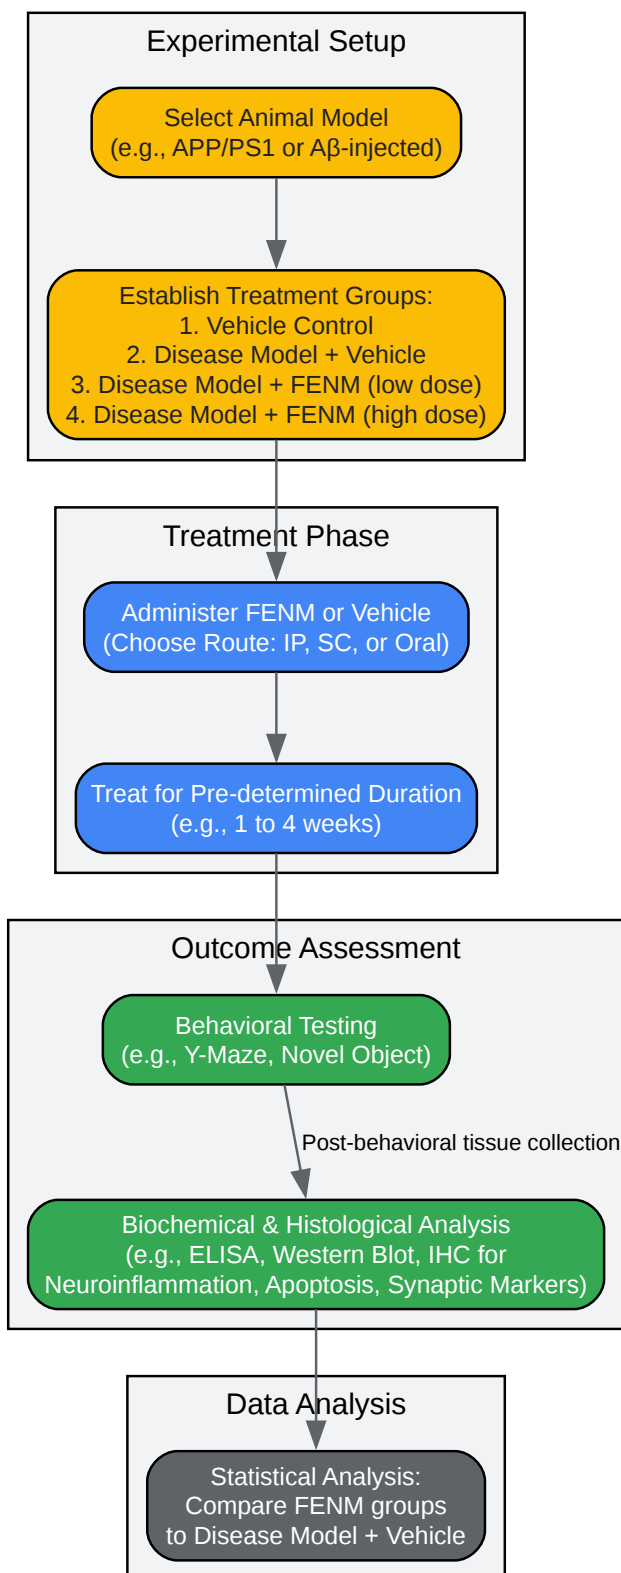 Experimental Setup
Select Animal Model
(e.g., APP/PS1 or Aβ-injected)
Establish Treatment Groups:
1. Vehicle Control
2. Disease Model + Vehicle
3. Disease Model + FENM (low dose)
4. Disease Model + FENM (high dose)
Treatment Phase
Administer FENM or Vehicle
(Choose Route: IP, SC, or Oral)
Treat for Pre-determined Duration
(e.g., 1 to 4 weeks)
Outcome Assessment
Behavioral Testing
(e.g., Y-Maze, Novel Object)
Post-behavioral tissue collection
Biochemical & Histological Analysis
(e.g., ELISA, Western Blot, IHC for
Neuroinflammation, Apoptosis, Synaptic Markers)
Data Analysis
Statistical Analysis:
Compare FENM groups
to Disease Model + Vehicle